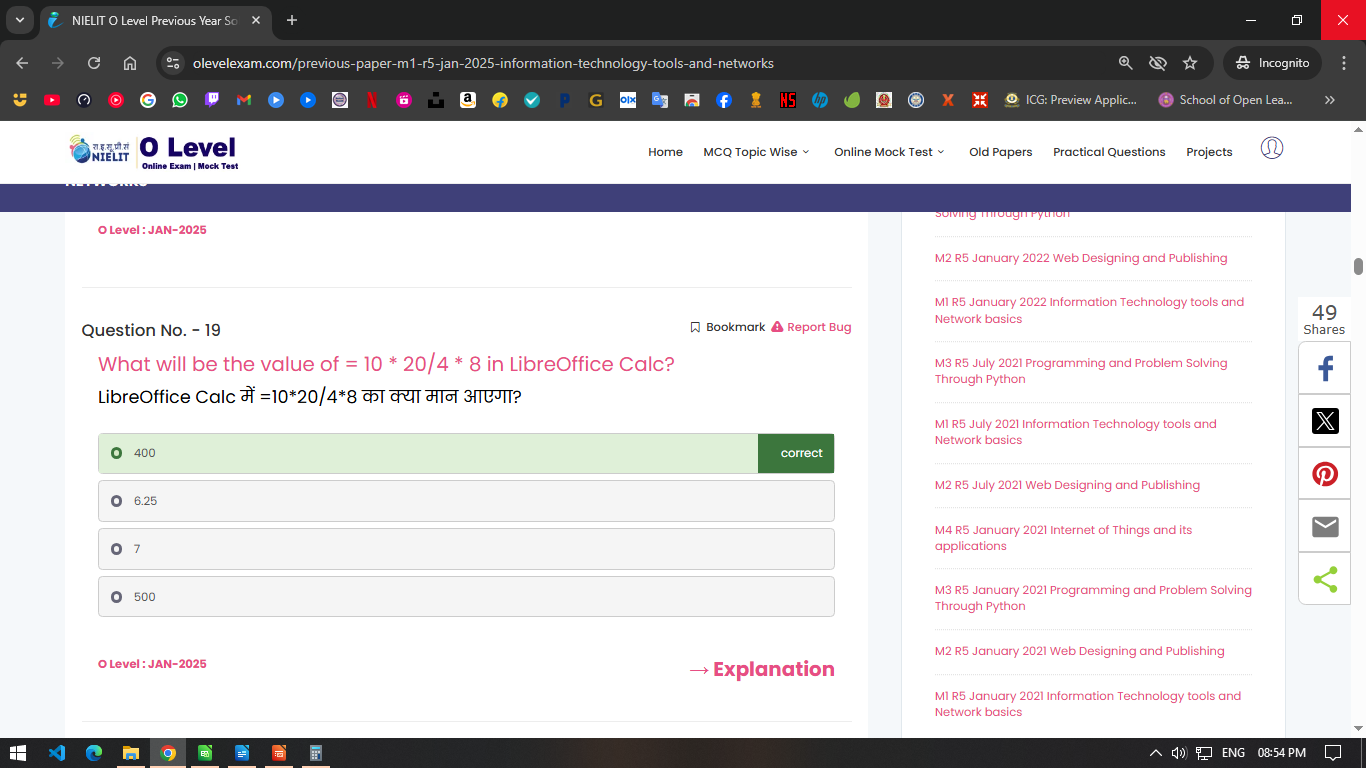 NIELIT O Level Previous Year So
olevelexam.com/previous-paper-m1-r5-jan-2025-information-technology-tools-and-networks
Incognito
ICG: Preview Applic...
School of Open Lea...
रा.इ.सू.प्रौ.सं
NIELIT
O Level
Online Exam | Mock Test
Home
MCQ Topic Wise
Online Mock Test
Old Papers
Practical Questions
Projects
NETWORKS
O Level : JAN-2025
Question No. - 19
Bookmark
Report Bug
What will be the value of = 10 * 20/4 * 8 in LibreOffice Calc?
LibreOffice Calc में =10*20/4*8 का क्या मान आएगा?
400
correct
6.25
7
500
O Level : JAN-2025
→ Explanation
Solving Through Python
M2 R5 January 2022 Web Designing and Publishing
M1 R5 January 2022 Information Technology tools and
Network basics
M3 R5 July 2021 Programming and Problem Solving
Through Python
M1 R5 July 2021 Information Technology tools and
Network basics
M2 R5 July 2021 Web Designing and Publishing
M4 R5 January 2021 Internet of Things and its
applications
M3 R5 January 2021 Programming and Problem Solving
Through Python
M2 R5 January 2021 Web Designing and Publishing
M1 R5 January 2021 Information Technology tools and
Network basics
49
Shares
ENG
08:54 PM